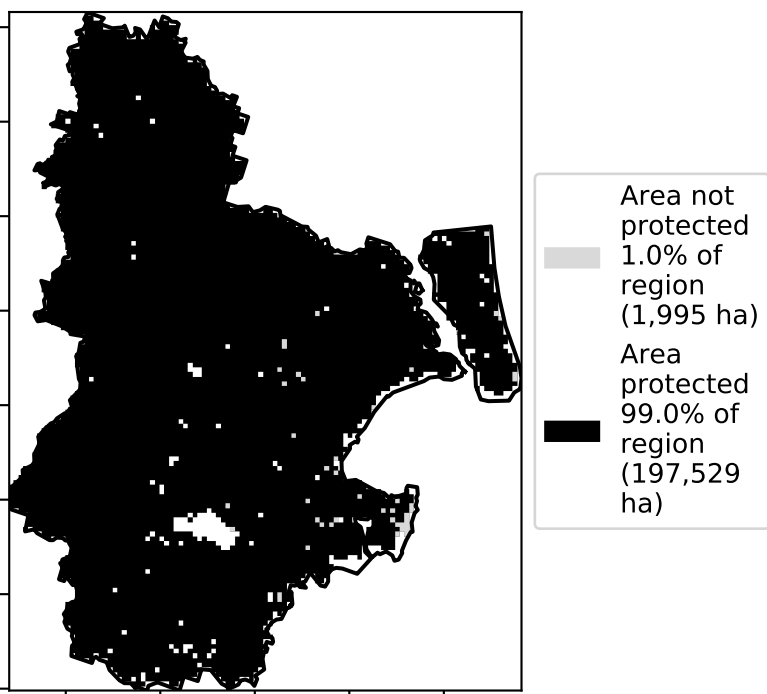 Area not
protected
1.0% of
region
(1,995 ha)
Area
protected
99.0% of
region
(197,529
ha)